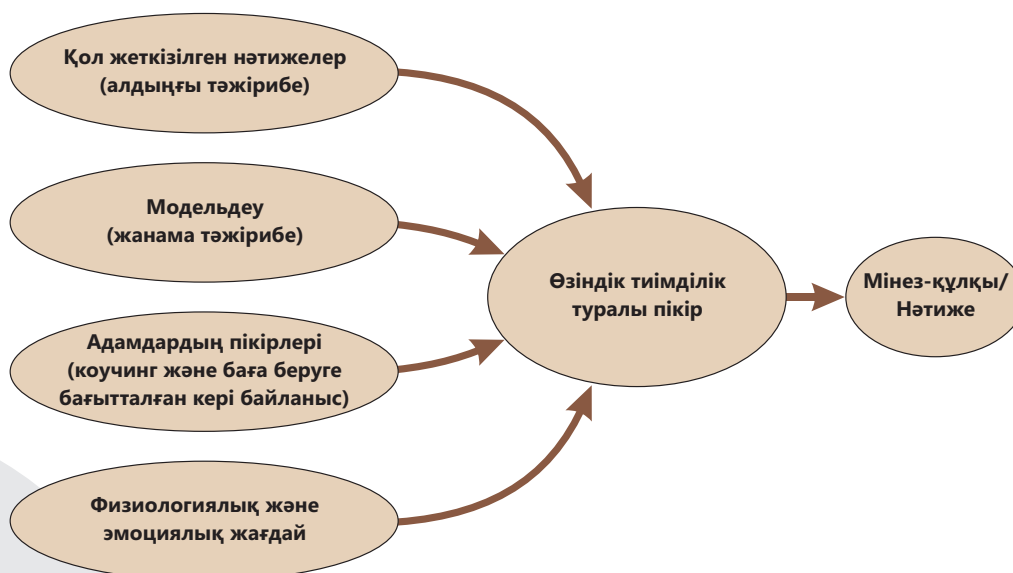 Қол жеткізілген нәтижелер
(алдыңғы тәжірибе)
Модельдеу
(жанама тәжірибе)
Адамдардың пікірлері
(коучинг және баға беруге
бағытталған кері байланыс)
Физиологиялық және
эмоциялық жағдай
Өзіндік тиімділік
туралы пікір
Мінез-құлқы/
Нәтиже